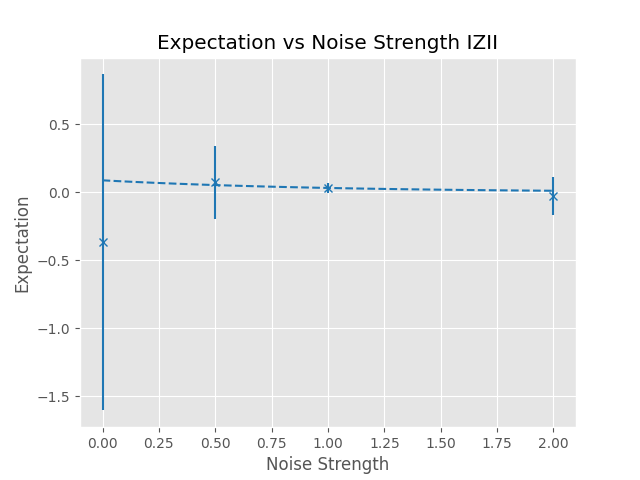 Expectation vs Noise Strength IZII
0.5
0.0
−0.5
−1.0
−1.5
Expectation
0.00 0.25 0.50 0.75 1.00 1.25 1.50 1.75 2.00
Noise Strength